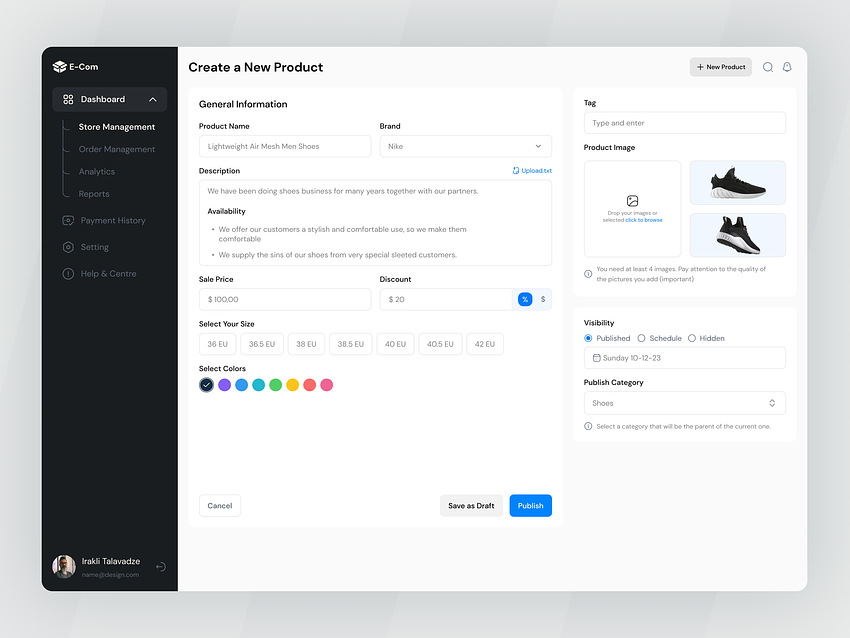 E-Com
Dashboard
Store Management
Order Management
Analytics
Reports
Payment History
Setting
Help & Centre
Irakli Talavadze
name@design.com
Create a New Product
+ New Product
General Information
Product Name
Brand
Lightweight Air Mesh Men Shoes
Nike
Description
Upload.txt
We have been doing shoes business for many years together with our partners.
Availability
• We offer our customers a stylish and comfortable use, so we make them
comfortable
• We supply the sins of our shoes from very special sleeted customers.
Sale Price
Discount
$ 100,00
$ 20
%
$
Select Your Size
36 EU
36.5 EU
38 EU
38.5 EU
40 EU
40.5 EU
42 EU
Select Colors
Cancel
Save as Draft
Publish
Tag
Type and enter
Product Image
Drop your images or
selected click to browse
You need at least 4 images. Pay attention to the quality of
the pictures you add (important)
Visibility
Published
Schedule
Hidden
Sunday 10-12-23
Publish Category
Shoes
Select a category that will be the parent of the current one.